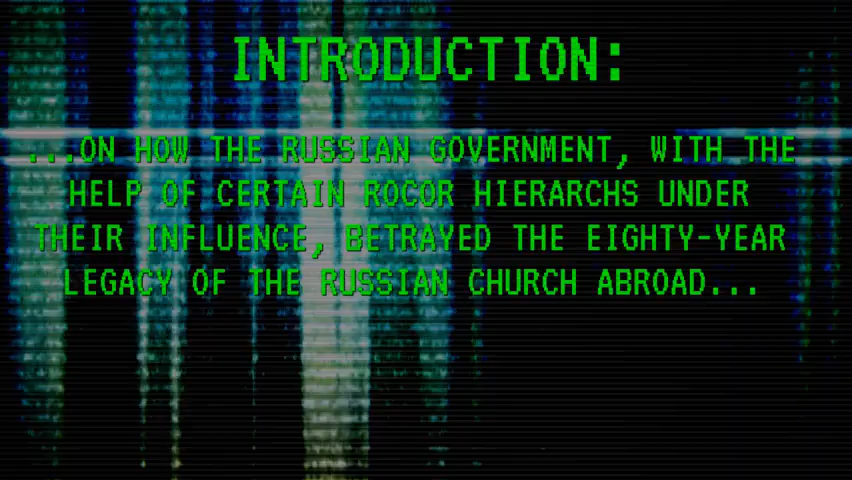 INTRODUCTION:
...ON HOW THE RUSSIAN GOVERNMENT, WITH THE
HELP OF CERTAIN ROCOR HIERARCHS UNDER
THEIR INFLUENCE, BETRAYED THE EIGHTY-YEAR
LEGACY OF THE RUSSIAN CHURCH ABROAD...